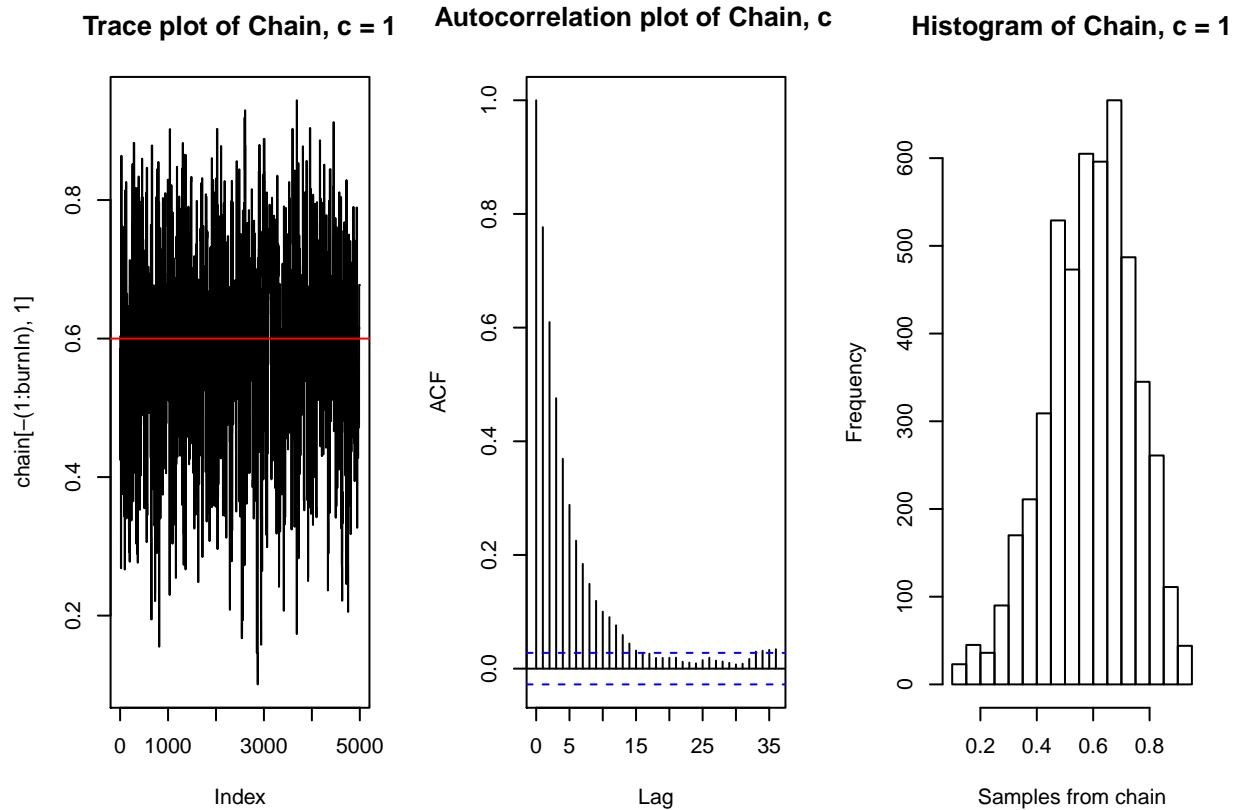 Trace plot of Chain, c = 1
chain[−(1:burnIn), 1]
0.8
0.6
0.4
0.2
0 1000 3000 5000
Index
Autocorrelation plot of Chain, c
ACF
1.0
0.8
0.6
0.4
0.2
0.0
0 5 15 25 35
Lag
Histogram of Chain, c = 1
Frequency
600
500
400
300
200
100
0
0.2 0.4 0.6 0.8
Samples from chain